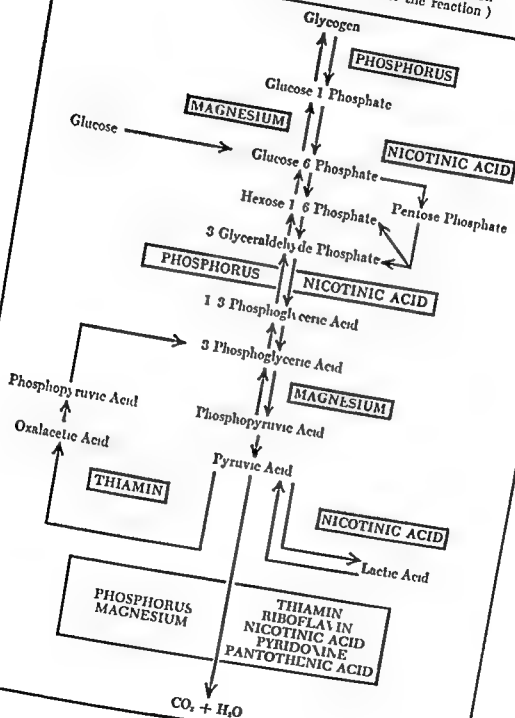 the reaction )
Glycogen
PHOSPHORUS
Glucose 1 Phosphate
MAGNESIUM
Glucose
NICOTINIC ACID
Glucose 6 Phosphate
Hexose 1 6 Phosphate
Pentose Phosphate
3 Glyceraldehyde Phosphate
PHOSPHORUS
NICOTINIC ACID
1 3 Phosphoglyceric Acid
3 Phosphoglyceric Acid
Phosphopyruvic Acid
MAGNESIUM
Phosphopyruvic Acid
Oxalacetic Acid
Pyruvic Acid
THIAMIN
NICOTINIC ACID
Lactic Acid
PHOSPHORUS
MAGNESIUM
THIAMIN
RIBOFLAVIN
NICOTINIC ACID
PYRIDOXINE
PANTOTHENIC ACID
CO₂ + H₂O